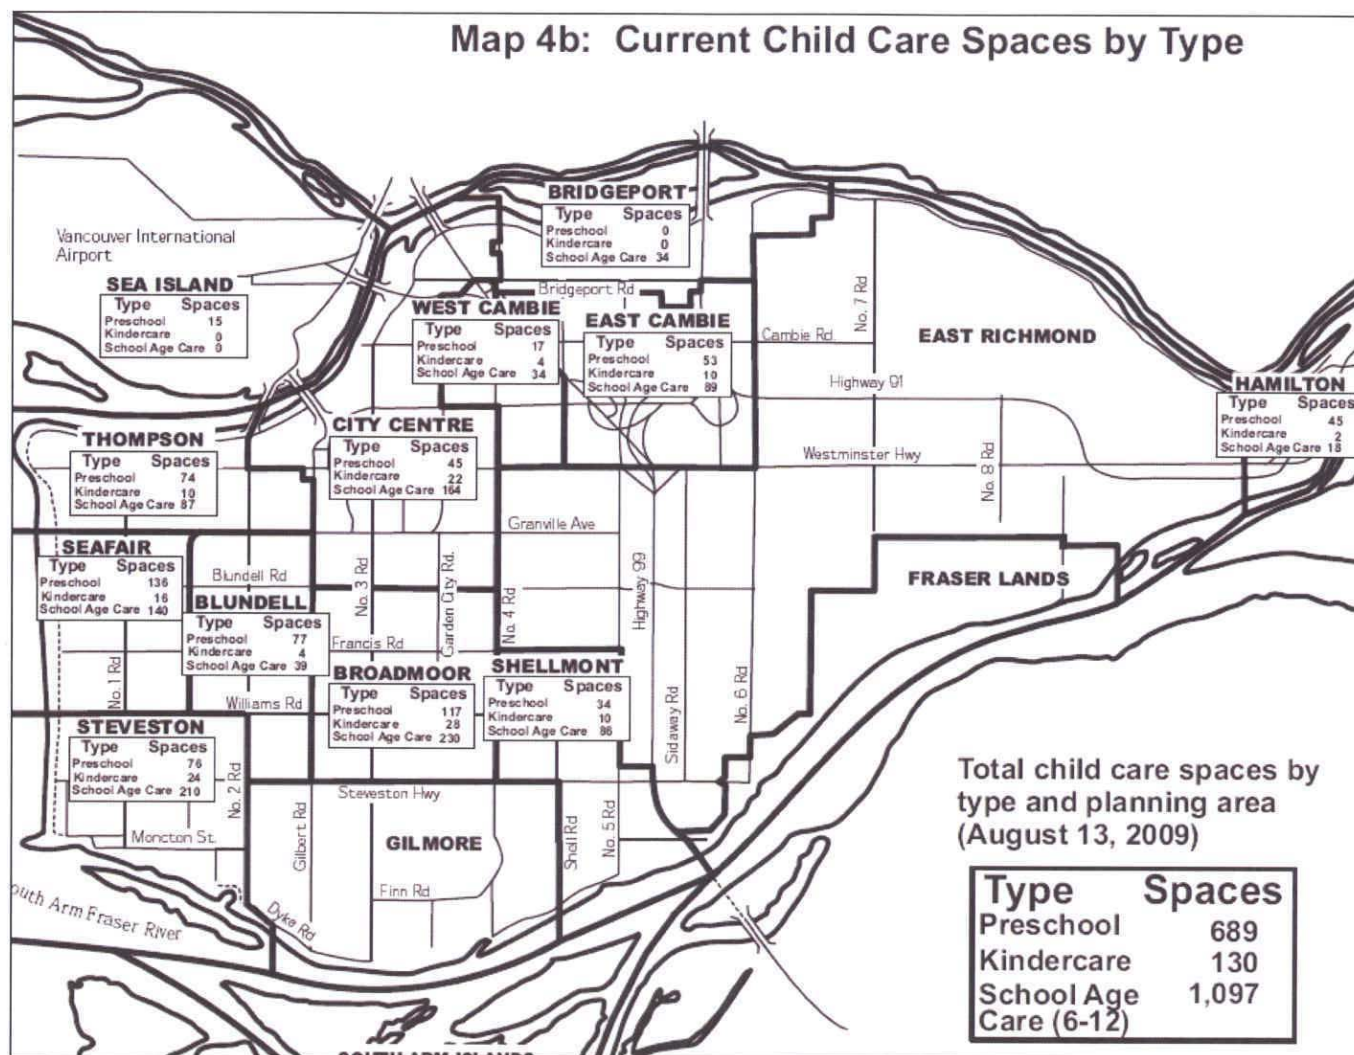 Map 4b: Current Child Care Spaces by Type
Vancouver International
Airport
SEA ISLAND
Type Spaces
Preschool 15
Kindercare 0
School Age Care 0
BRIDGEPORT
Type Spaces
Preschool 0
Kindercare 0
School Age Care 34
Bridgeport Rd
WEST CAMBIE
Type Spaces
Preschool 17
Kindercare 4
School Age Care 34
EAST CAMBIE
Type Spaces
Preschool 53
Kindercare 10
School Age Care 89
Cambie Rd.
No. 7 Rd
EAST RICHMOND
Highway 91
HAMILTON
Type Spaces
Preschool 45
Kindercare 2
School Age Care 18
THOMPSON
Type Spaces
Preschool 74
Kindercare 10
School Age Care 87
CITY CENTRE
Type Spaces
Preschool 45
Kindercare 22
School Age Care 164
Westminster Hwy
No. 8 Rd
Granville Ave
SEAFAIR
Type Spaces
Preschool 136
Kindercare 16
School Age Care 140
Blundell Rd
No. 3 Rd
Garden City Rd.
No. 4 Rd
Highway 99
FRASER LANDS
BLUNDELL
Type Spaces
Preschool 77
Kindercare 4
School Age Care 39
Francis Rd
No. 1 Rd
Williams Rd
BROADMOOR
Type Spaces
Preschool 117
Kindercare 28
School Age Care 230
SHELLMONT
Type Spaces
Preschool 34
Kindercare 10
School Age Care 86
Sidaway Rd
No. 6 Rd
STEVESTON
Type Spaces
Preschool 76
Kindercare 24
School Age Care 210
No. 2 Rd
Steveston Hwy
Moncton St.
Gilbert Rd
GILMORE
Shell Rd
No. 5 Rd
Finn Rd
Dyke Rd
outh Arm Fraser River
SOUTH ARM ISLANDS
Total child care spaces by
type and planning area
(August 13, 2009)
Type Spaces
Preschool 689
Kindercare 130
School Age 1,097
Care (6-12)